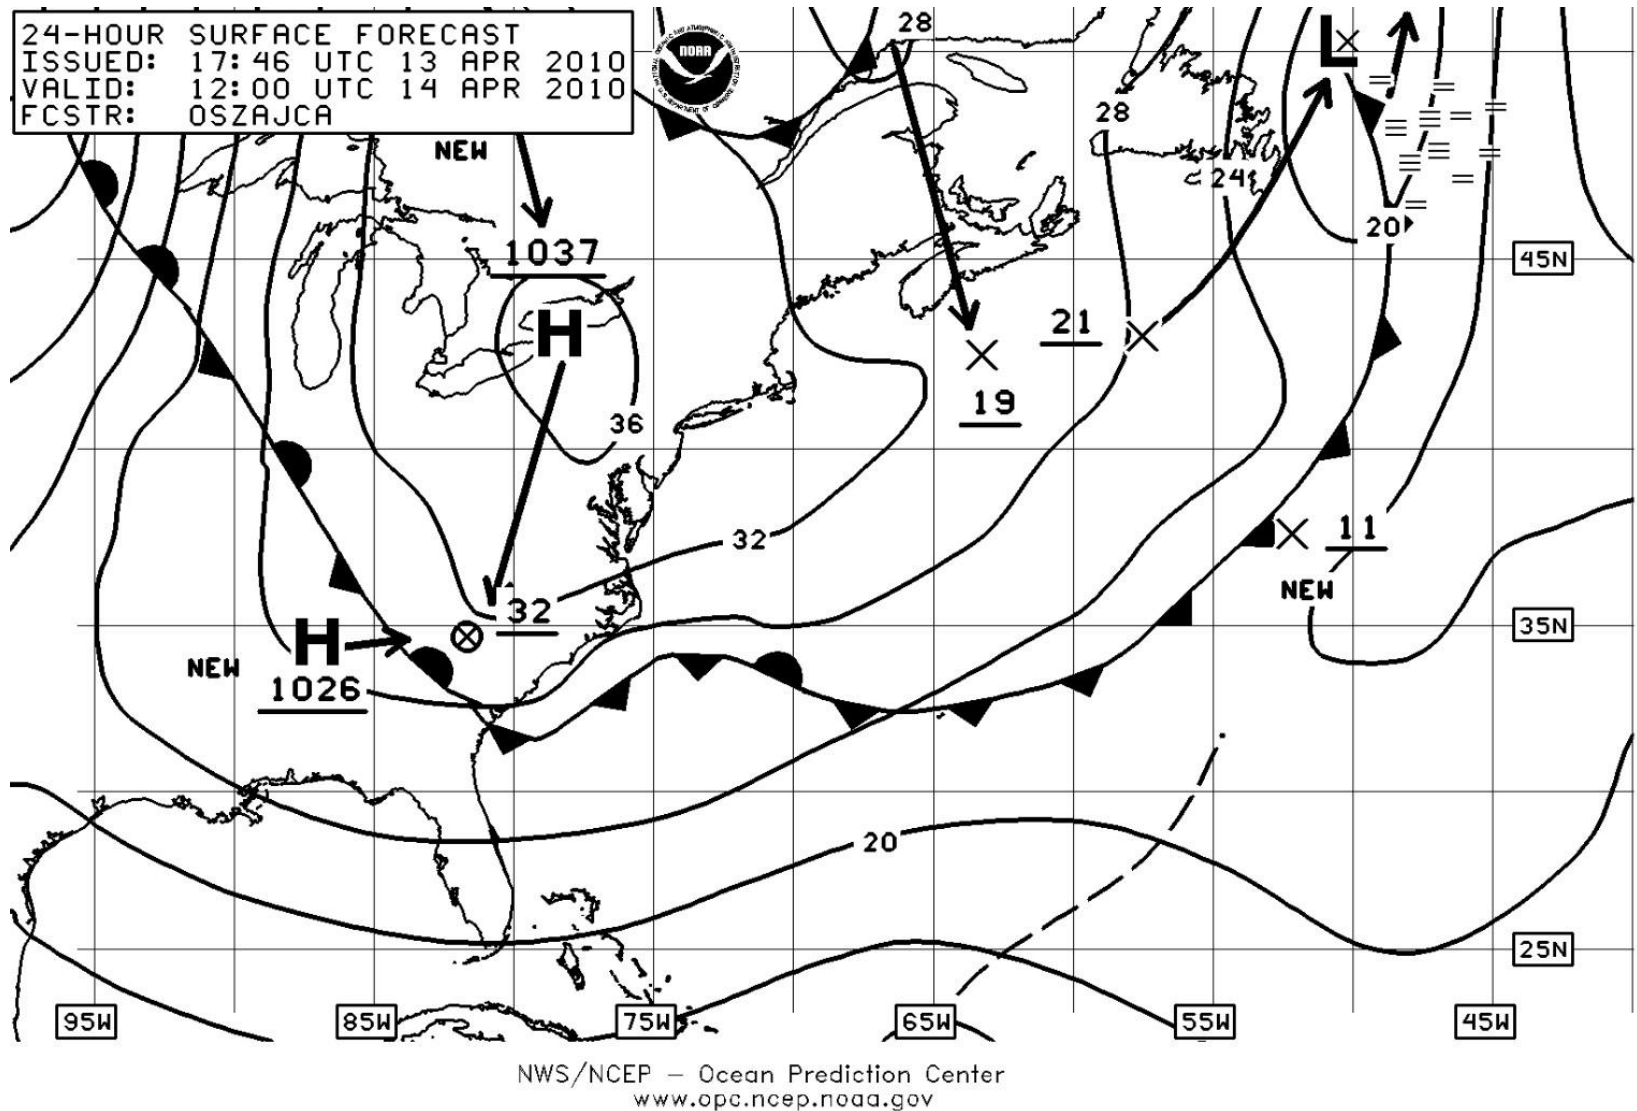 24-HOUR SURFACE FORECAST
ISSUED: 17:46 UTC 13 APR 2010
VALID: 12:00 UTC 14 APR 2010
FCSTR: OSZAJCA
NOAA
28
L
NEW
28
24
20
1037
45N
H
21
19
36
32
11
NEW
32
H
35N
NEW
1026
20
25N
95W
85W
75W
65W
55W
45W
NWS/NCEP – Ocean Prediction Center
www.opc.ncep.noaa.gov